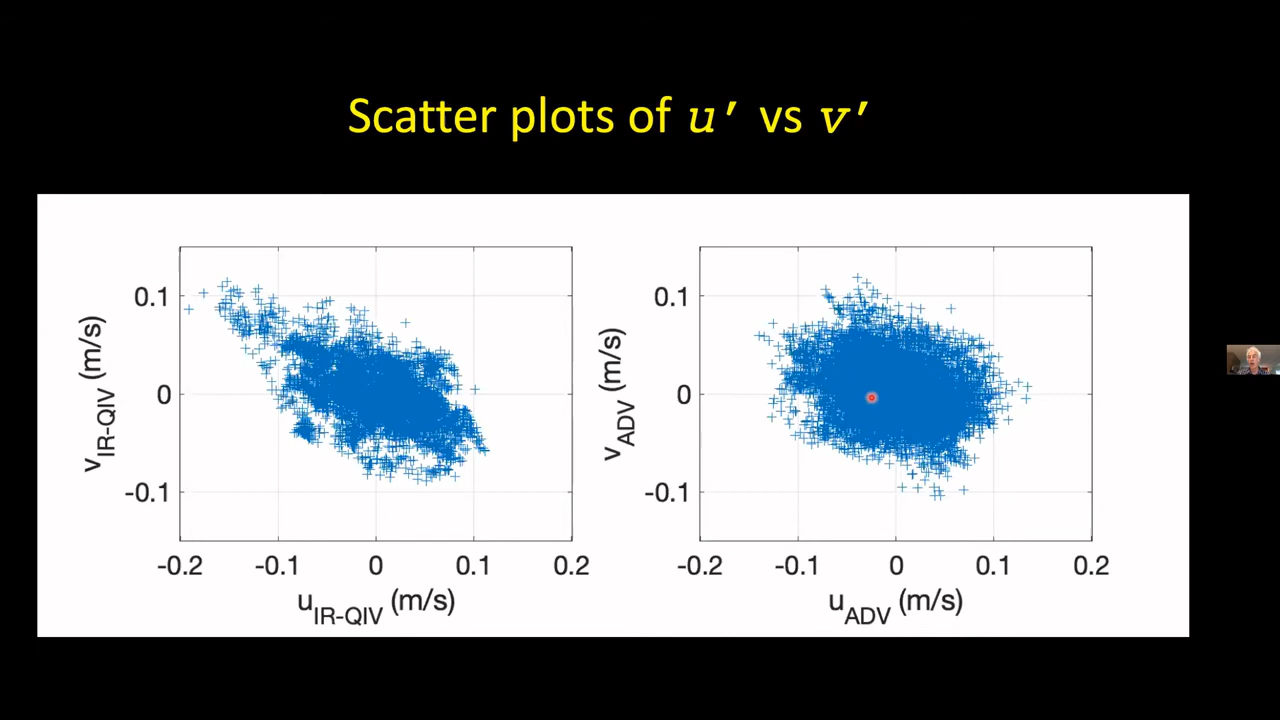 Scatter plots of u′ vs v′
v_IR-QIV (m/s)
0.1
0
-0.1
-0.2 -0.1 0 0.1 0.2
u_IR-QIV (m/s)
v_ADV (m/s)
0.1
0
-0.1
-0.2 -0.1 0 0.1 0.2
u_ADV (m/s)